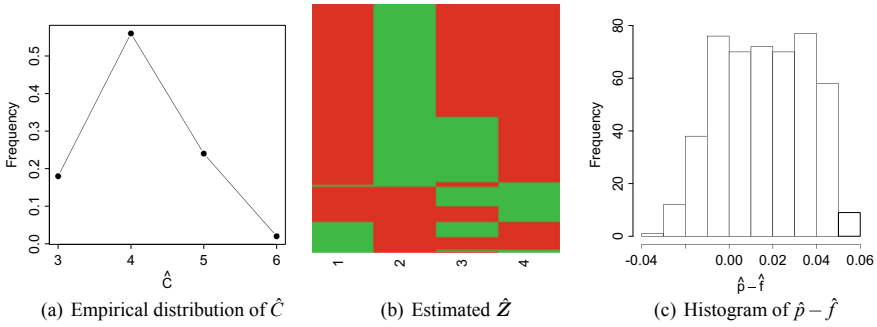 Frequency
0.0 0.1 0.2 0.3 0.4 0.5
3 4 5 6
Ĉ
(a) Empirical distribution of Ĉ
1 2 3 4
(b) Estimated Ẑ
Frequency
0 20 40 60 80
-0.04 0.00 0.02 0.04 0.06
p̂ − f̂
(c) Histogram of p̂ − f̂